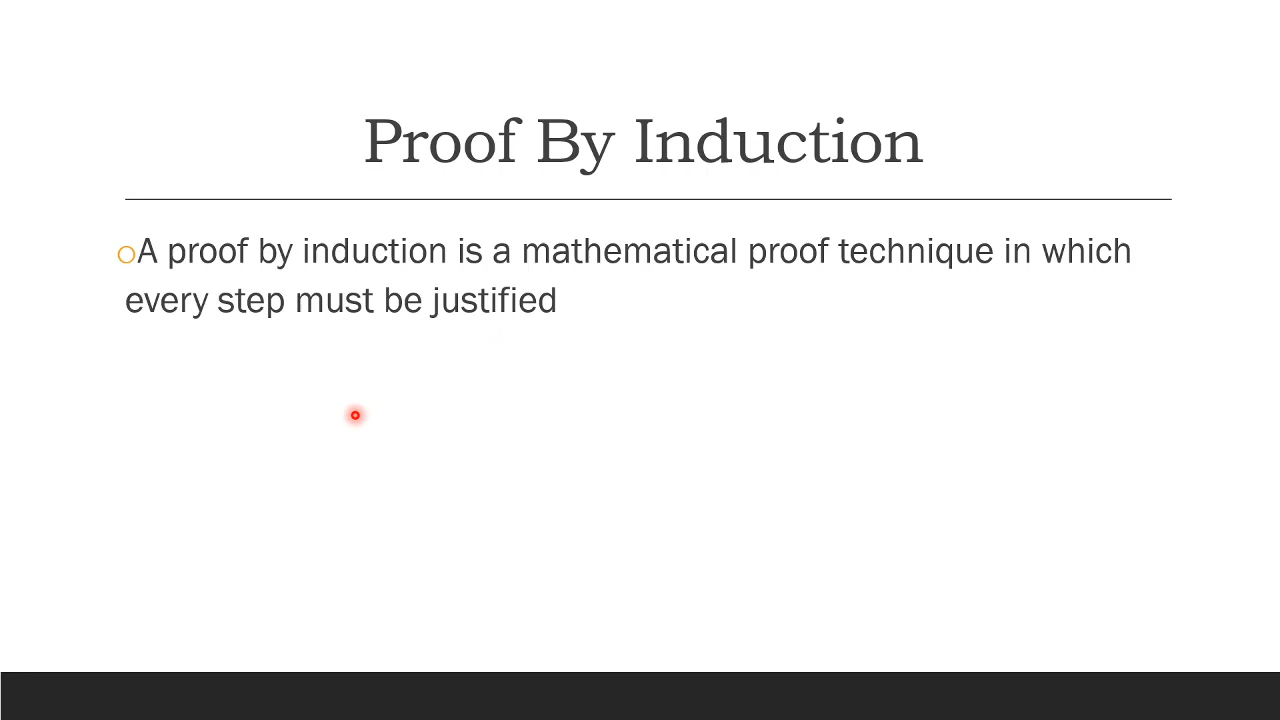 Proof By Induction
A proof by induction is a mathematical proof technique in which
every step must be justified